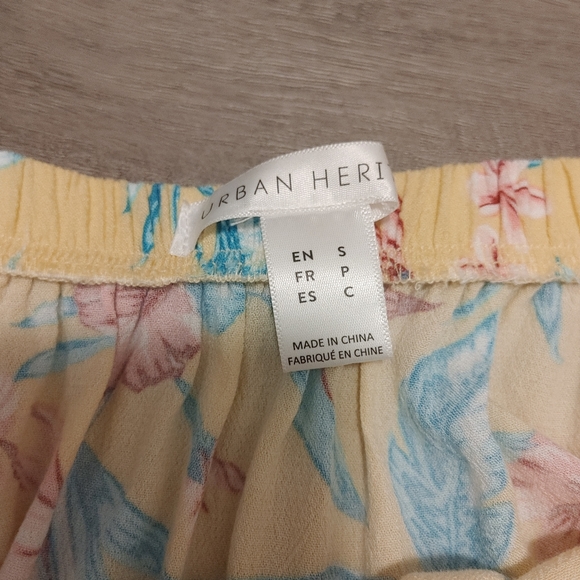 URBAN HERI
EN S
FR P
ES C
MADE IN CHINA
FABRIQUÉ EN CHINE